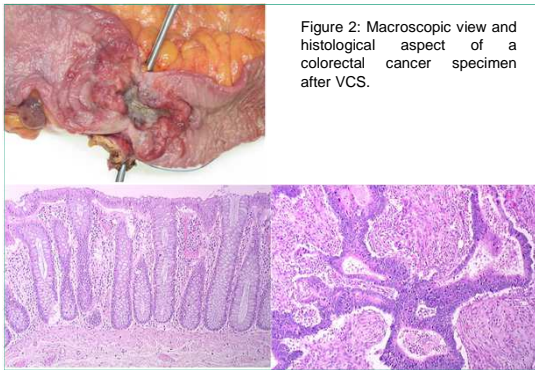 Figure 2: Macroscopic view and
histological aspect of a
colorectal cancer specimen
after VCS.